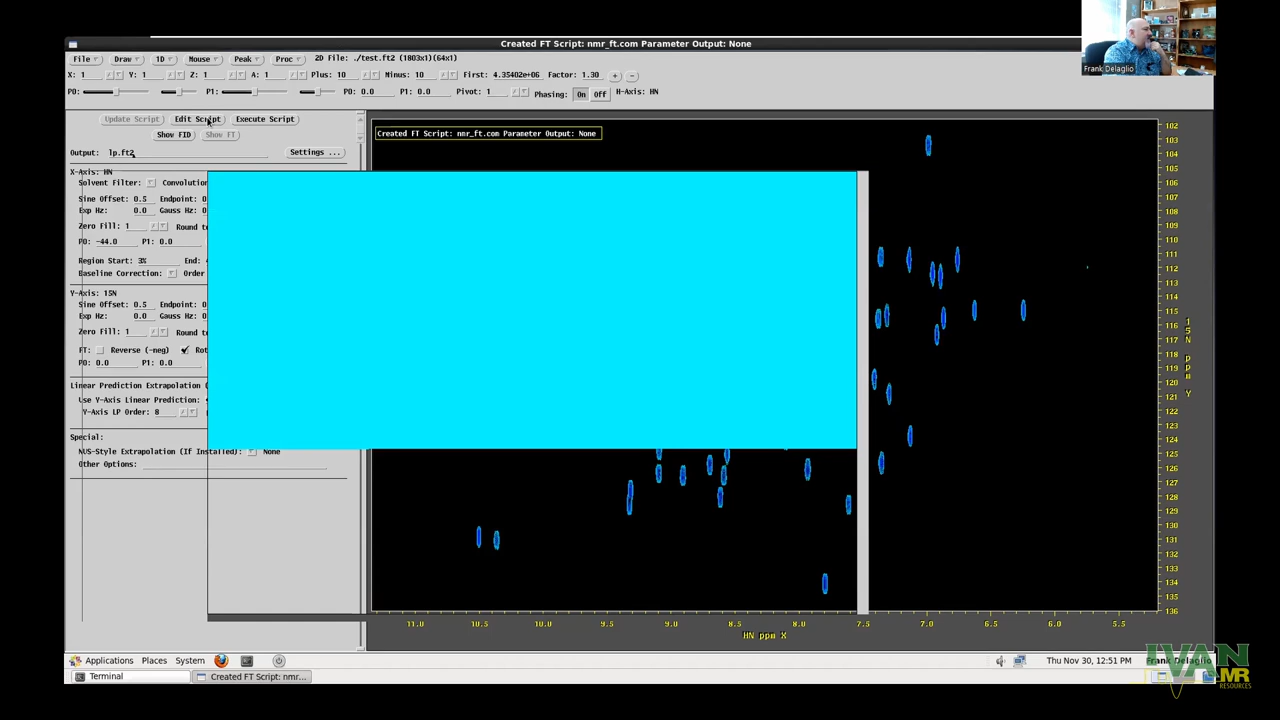 Frank Delaglio
Created FT Script: nmr_ft.com Parameter Output: None
File Draw 1D Mouse Peak Proc 2D File: ./test.ft2 (1803x1)(64x1)
X: 1 Y: 1 Z: 1 A: 1 Plus: 10 Minus: 10 First: 4.35402e+06 Factor: 1.30 + -
P0: P1: P0: 0.0 P1: 0.0 Pivot: 1 Phasing: On Off H-Axis: HN
Update Script Edit Script Execute Script
Show FID Show FT
Output: lp.ft2 Settings ...
X-Axis: HN
Solvent Filter: Convolution
Sine Offset: 0.5 Endpoint: 0
Exp Hz: 0.0 Gauss Hz: 0
Zero Fill: 1 Round to
P0: -44.0 P1: 0.0
Region Start: 3% End:
Baseline Correction: Order
Y-Axis: 15N
Sine Offset: 0.5 Endpoint: 0
Exp Hz: 0.0 Gauss Hz: 0
Zero Fill: 1 Round to
FT: Reverse (-neg) Rot
P0: 0.0 P1: 0.0
Linear Prediction Extrapolation (
Use Y-Axis Linear Prediction:
Y-Axis LP Order: 8
Special:
NUS-Style Extrapolation (If Installed): None
Other Options:
Created FT Script: nmr_ft.com Parameter Output: None
102
103
104
105
106
107
108
109
110
111
112
113
114
115
116
117
118
119
120
121
122
123
124
125
126
127
128
129
130
131
132
133
134
135
136
15N ppm Y
11.0 10.5 10.0 9.5 9.0 8.5 8.0 7.5 7.0 6.5 6.0 5.5
HN ppm X
Applications Places System Thu Nov 30, 12:51 PM Frank Delaglio
Terminal Created FT Script: nmr...
IVAN
NMR
RESOURCES